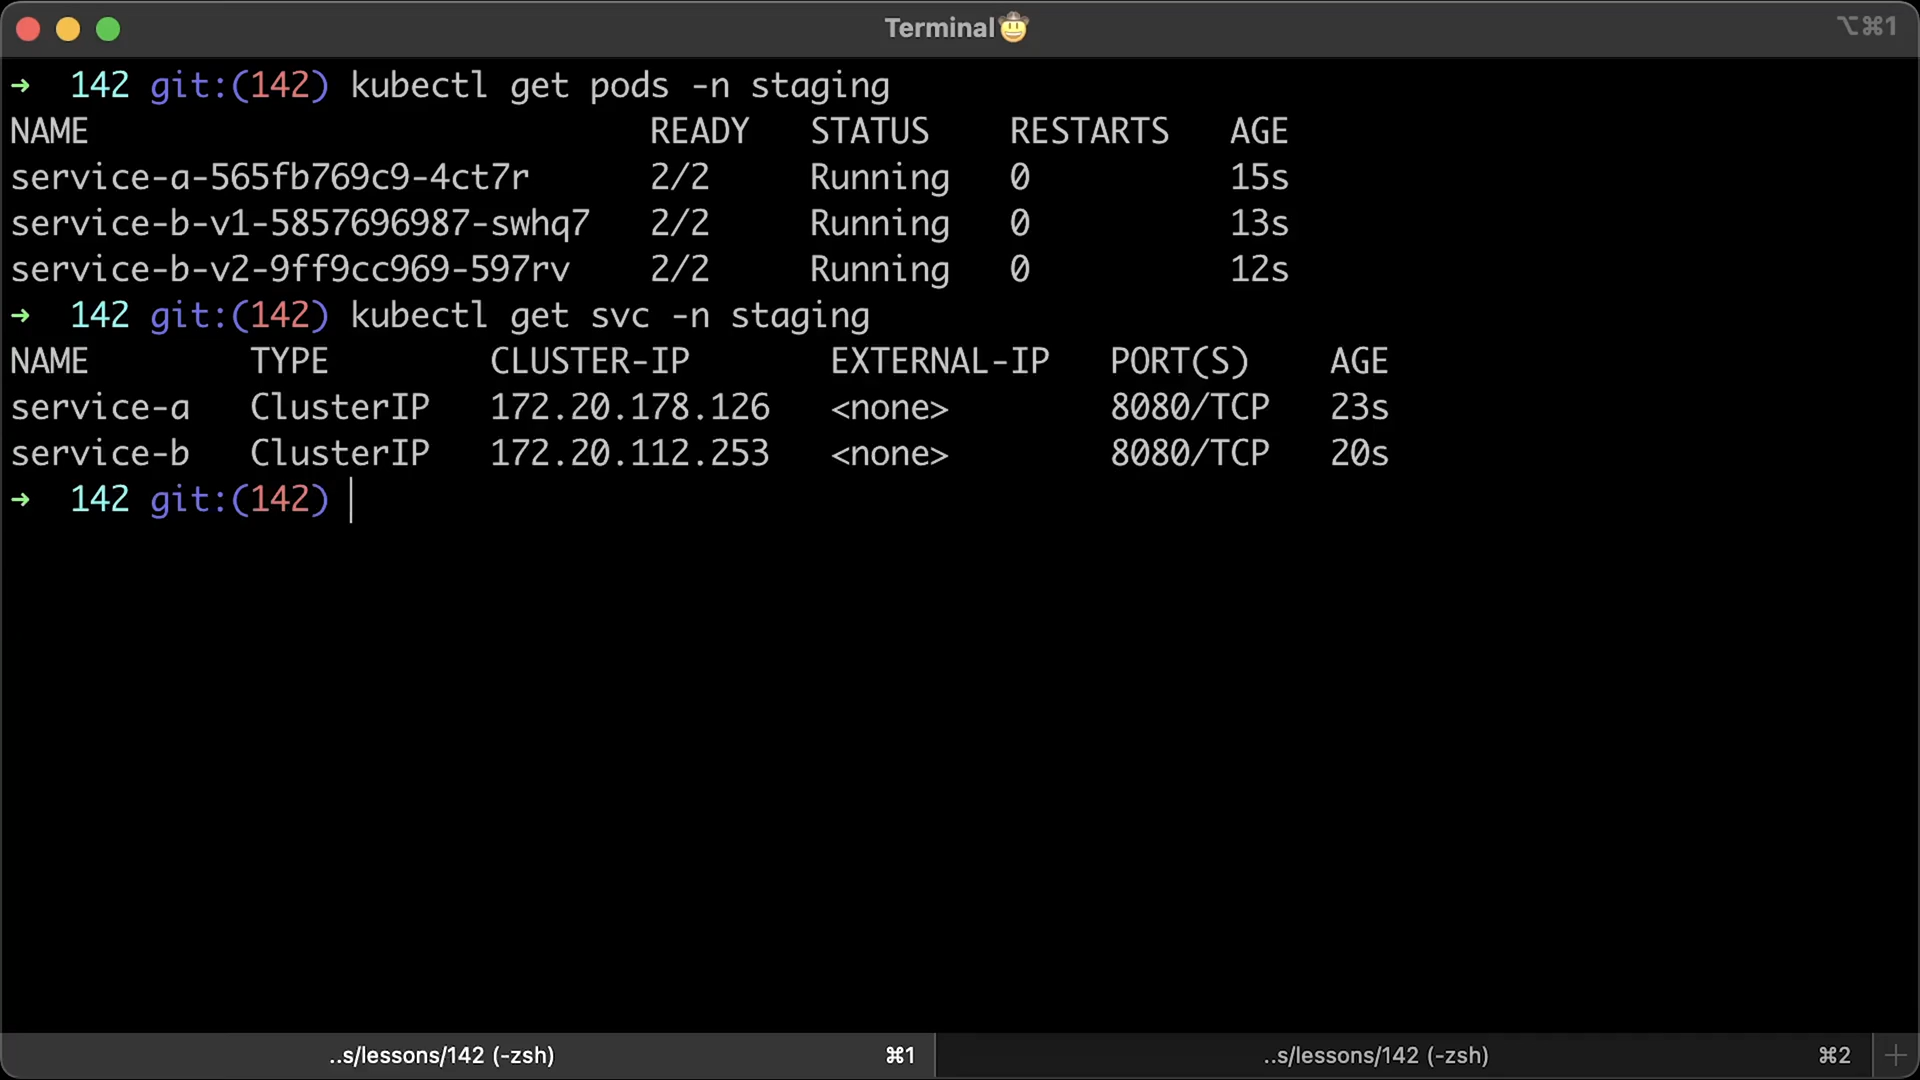 Terminal🤠
⌥⌘1
➜  142 git:(142) kubectl get pods -n staging
NAME                            READY   STATUS    RESTARTS   AGE
service-a-565fb769c9-4ct7r      2/2     Running   0          15s
service-b-v1-5857696987-swhq7   2/2     Running   0          13s
service-b-v2-9ff9cc969-597rv    2/2     Running   0          12s
➜  142 git:(142) kubectl get svc -n staging
NAME        TYPE        CLUSTER-IP       EXTERNAL-IP   PORT(S)    AGE
service-a   ClusterIP   172.20.178.126   <none>        8080/TCP   23s
service-b   ClusterIP   172.20.112.253   <none>        8080/TCP   20s
➜  142 git:(142)
..s/lessons/142 (-zsh) ⌘1
..s/lessons/142 (-zsh) ⌘2 +